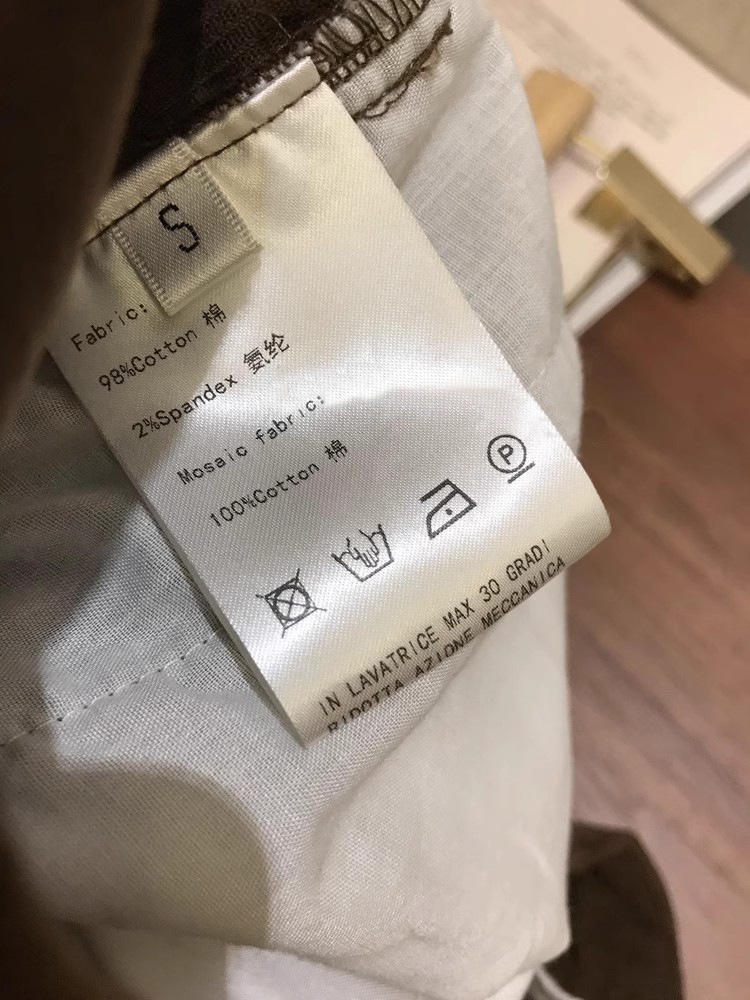 S
Fabric:
98%Cotton 棉
2%Spandex 氨纶
Mosaic fabric:
100%Cotton 棉
P
IN LAVATRICE MAX 30 GRADI
RIDOTTA AZIONE MECCANICA